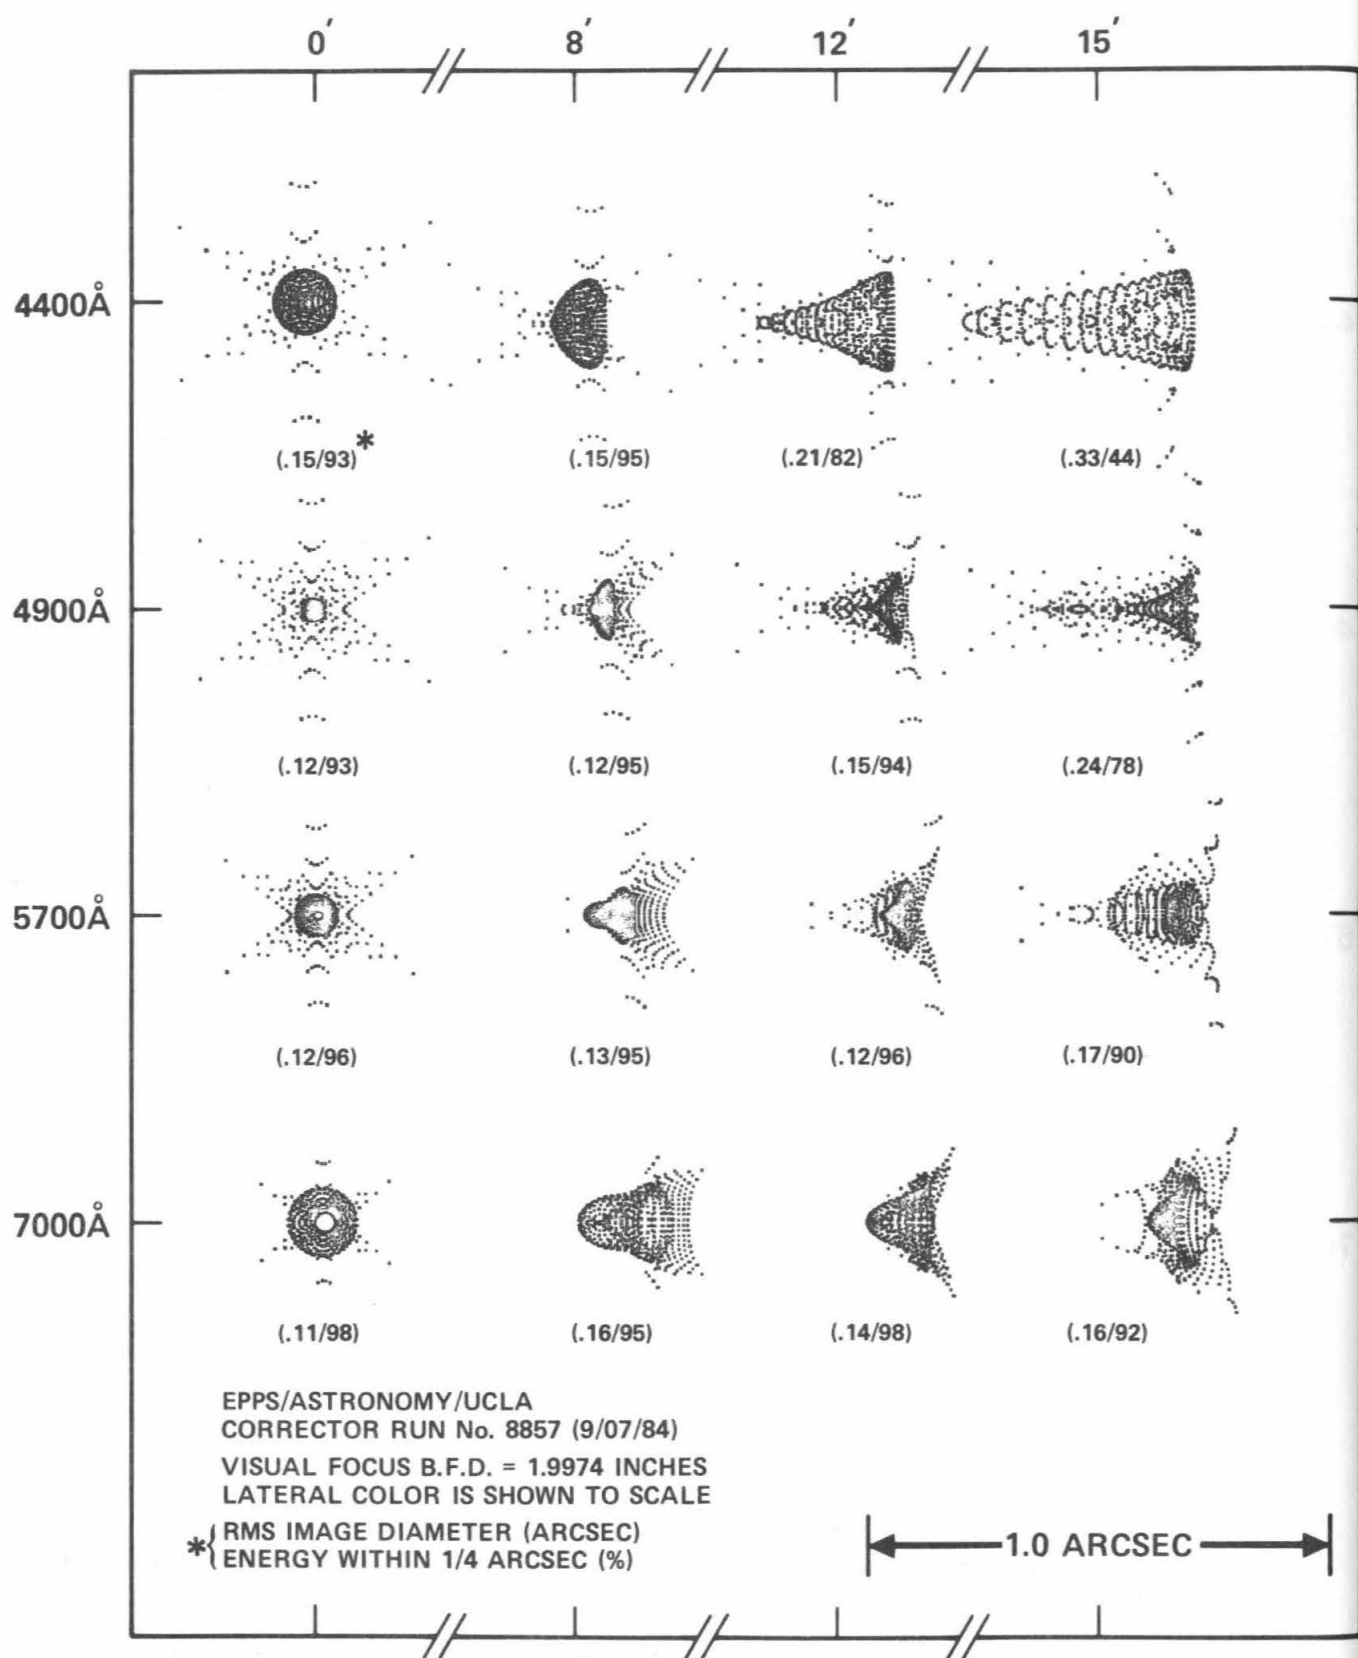 0′ 8′ 12′ 15′
4400Å
(.15/93)* (.15/95) (.21/82) (.33/44)
4900Å
(.12/93) (.12/95) (.15/94) (.24/78)
5700Å
(.12/96) (.13/95) (.12/96) (.17/90)
7000Å
(.11/98) (.16/95) (.14/98) (.16/92)
EPPS/ASTRONOMY/UCLA
CORRECTOR RUN No. 8857 (9/07/84)
VISUAL FOCUS B.F.D. = 1.9974 INCHES
LATERAL COLOR IS SHOWN TO SCALE
* { RMS IMAGE DIAMETER (ARCSEC)
ENERGY WITHIN 1/4 ARCSEC (%)
1.0 ARCSEC